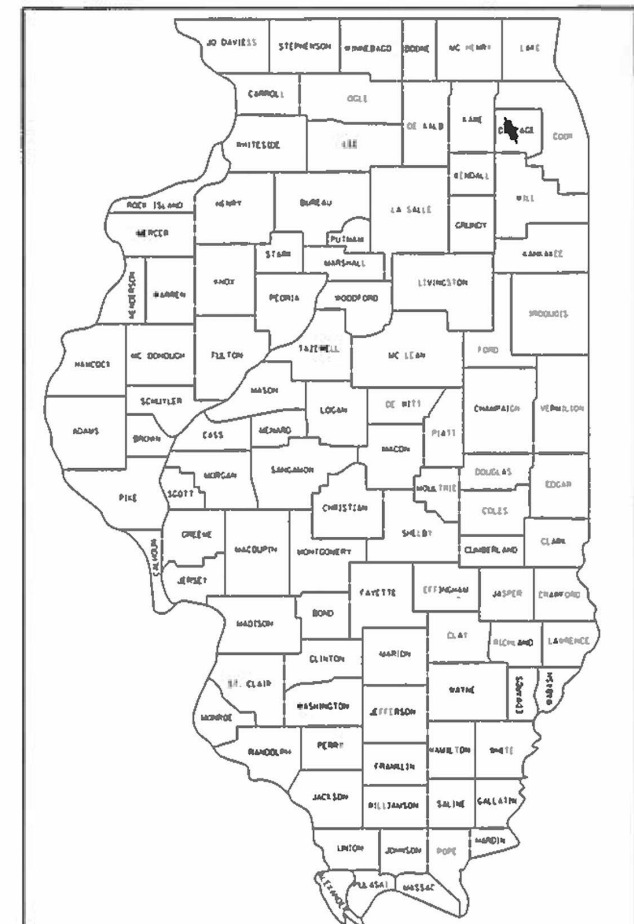 JO DAVIESS STEPHENSON WINNEBAGO BOONE MC HENRY LAKE
CARROLL OGLE DE KALB KANE COOK
WHITESIDE LEE
KENDALL WILL
ROCK ISLAND HENRY BUREAU LA SALLE
MERCER PUTNAM GRUNDY
STARK MARSHALL KANKAKEE
HENDERSON WARREN KNOX PEORIA WOODFORD LIVINGSTON
IROQUOIS
HANCOCK MC DONOUGH FULTON TAZEWELL MC LEAN FORD
SCHUYLER MASON
LOGAN DE WITT CHAMPAIGN VERMILION
ADAMS BROWN CASS MENARD PIATT
MACON
MORGAN SANGAMON DOUGLAS
PIKE SCOTT MOULTRIE EDGAR
CHRISTIAN COLES
GREENE MACOUPIN MONTGOMERY SHELBY
CALHOUN CUMBERLAND CLARK
JERSEY
FAYETTE EFFINGHAM JASPER CRAWFORD
MADISON BOND
CLAY RICHLAND LAWRENCE
CLINTON MARION
ST. CLAIR WAYNE EDWARDS WABASH
WASHINGTON JEFFERSON
MONROE
RANDOLPH PERRY HAMILTON WHITE
FRANKLIN
JACKSON WILLIAMSON SALINE GALLATIN
UNION JOHNSON POPE HARDIN
ALEXANDER PULASKI MASSAC